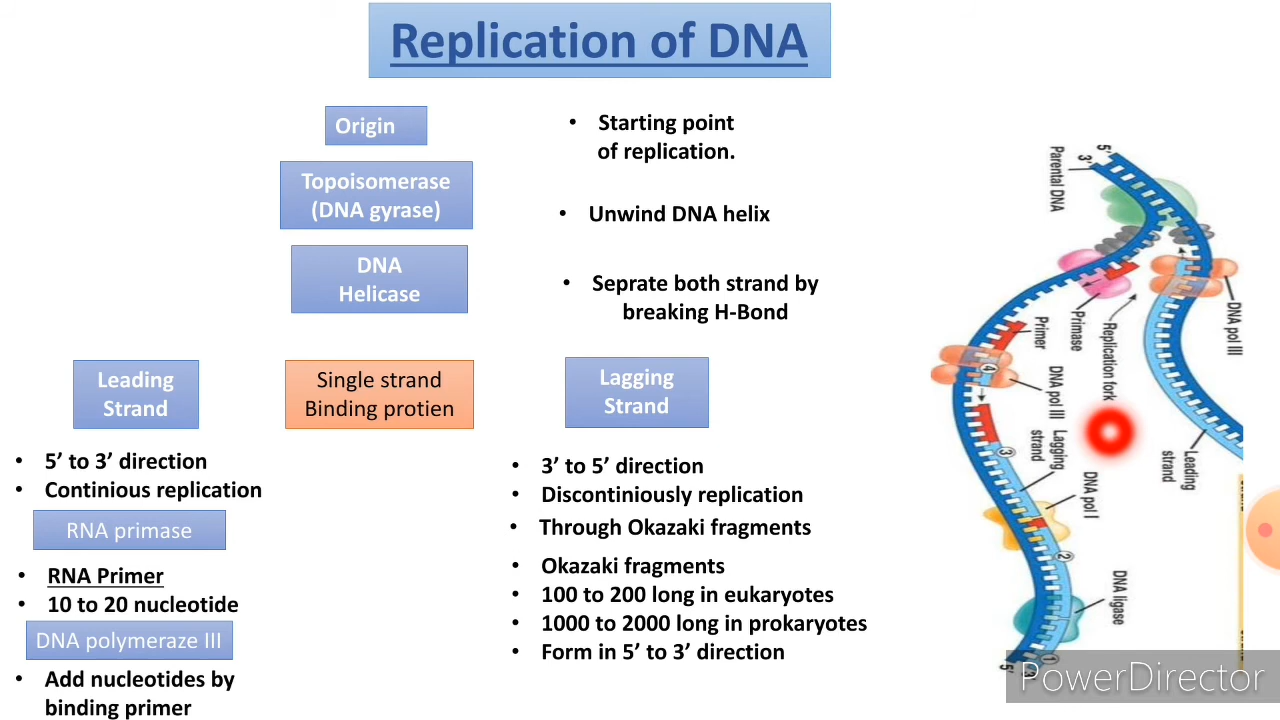 Replication of DNA
Origin
• Starting point
of replication.
Topoisomerase
(DNA gyrase)
• Unwind DNA helix
DNA
Helicase
• Seprate both strand by
breaking H-Bond
Leading
Strand
Single strand
Binding protien
Lagging
Strand
• 5’ to 3’ direction
• Continious replication
RNA primase
• RNA Primer
• 10 to 20 nucleotide
DNA polymeraze III
• Add nucleotides by
binding primer
• 3’ to 5’ direction
• Discontiniously replication
• Through Okazaki fragments
• Okazaki fragments
• 100 to 200 long in eukaryotes
• 1000 to 2000 long in prokaryotes
• Form in 5’ to 3’ direction
5’
3’
Parental DNA
DNA pol III
Primase
Replication fork
Primer
DNA pol III
4
Leading
strand
Lagging
strand
3
DNA pol I
2
DNA ligase
1
5’
3’
PowerDirector